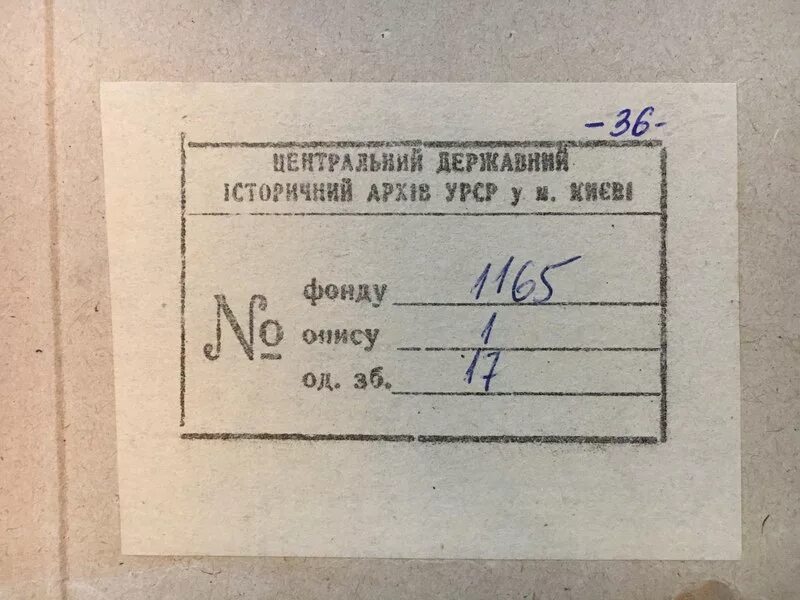 -36-
ЦЕНТРАЛЬНИЙ ДЕРЖАВНИЙ
ІСТОРИЧНИЙ АРХІВ УРСР у м. КИЄВІ
№
фонду 1165
опису 1
од. зб. 17